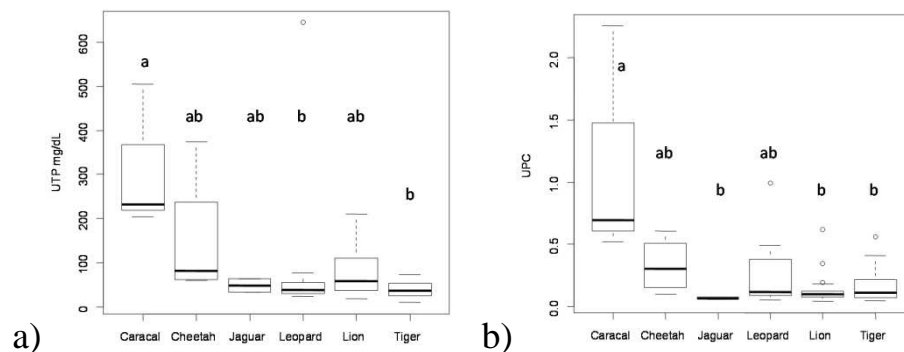 a)
UTP mg/dL
600
500
400
300
200
100
0
a
ab
ab
b
ab
b
Caracal Cheetah Jaguar Leopard Lion Tiger
b)
UPC
2.0
1.5
1.0
0.5
0.0
a
ab
b
ab
b
b
Caracal Cheetah Jaguar Leopard Lion Tiger